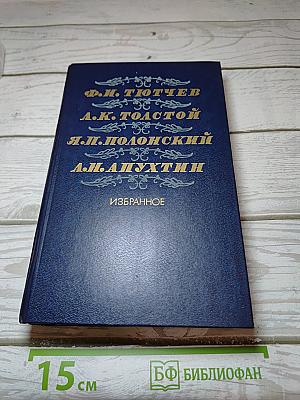 Ф.И. ТЮТЧЕВ
А.К. ТОЛСТОЙ
Я.П. ПОЛОНСКИЙ
А.Н. АПУХТИН
ИЗБРАННОЕ
15 см
БФ БИБЛИОФАН